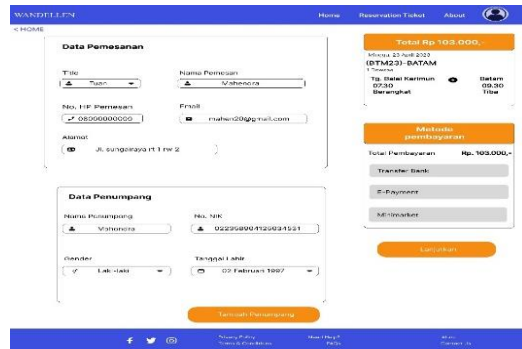 WANDELLEN
Home
Reservation Ticket
About
< HOME
Data Pemesanan
Title
Tuan
Nama Pemesan
Mahendra
No. HP Pemesan
08000000000
Email
mahen20@gmail.com
Alamat
Jl. sungairaya rt 1 rw 2
Data Penumpang
Nama Penumpang
Mahendra
No. NIK
Gender
Laki-laki
Tanggal Lahir
02 Februari 1997
Tambah Penumpang
Total Rp 103.000,-
Minggu, 23 April 2023
(BTM23)-BATAM
Tg. Balai Karimun
Batam
07.30
09.30
Berangkat
Tiba
Metode
pembayaran
Total Pembayaran
Rp. 103.000,-
Transfer Bank
E-Payment
Minimarket
Lanjutkan
Privacy Policy
Terms & Conditions
Need Help?
FAQs
Contact Us